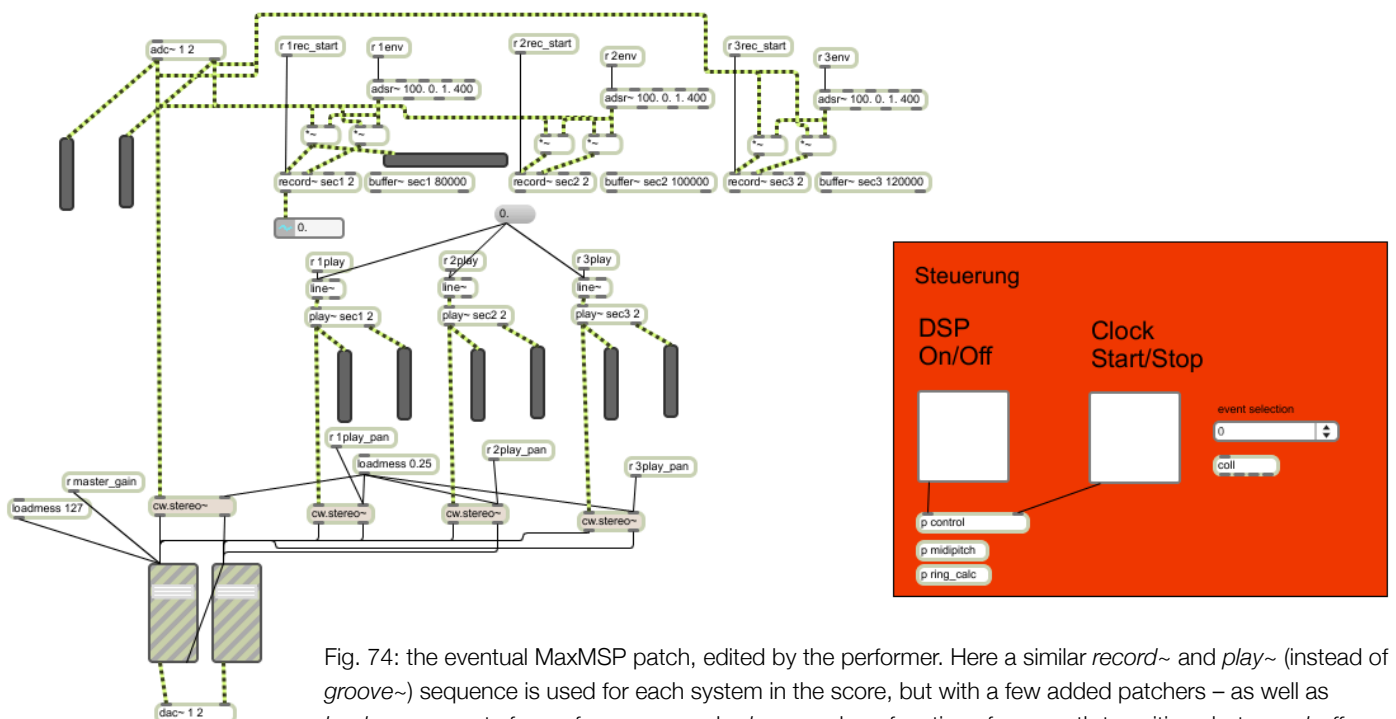 adc~ 1 2
r 1rec_start
r 1env
r 2rec_start
r 2env
r 3rec_start
r 3env
adsr~ 100. 0. 1. 400
adsr~ 100. 0. 1. 400
adsr~ 100. 0. 1. 400
*~
*~
*~
*~
*~
*~
record~ sec1 2
buffer~ sec1 80000
record~ sec2 2
buffer~ sec2 100000
record~ sec3 2
buffer~ sec3 120000
0.
0.
r 1play
r 2play
r 3play
line~
line~
line~
play~ sec1 2
play~ sec2 2
play~ sec3 2
r 1play_pan
r 2play_pan
r 3play_pan
loadmess 0.25
r master_gain
loadmess 127
cw.stereo~
cw.stereo~
cw.stereo~
cw.stereo~
dac~ 1 2
Steuerung
DSP
On/Off
Clock
Start/Stop
event selection
0
coll
p control
p midipitch
p ring_calc
Fig. 74: the eventual MaxMSP patch, edited by the performer. Here a similar record~ and play~ (instead of
groove~) sequence is used for each system in the score, but with a few added patchers – as well as